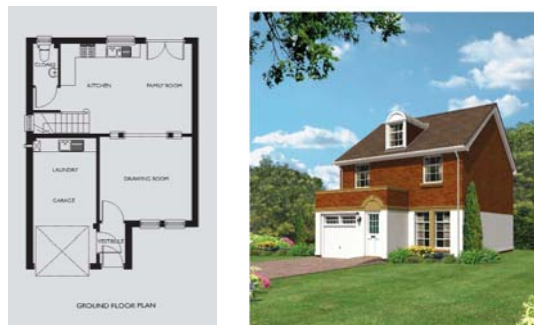 CLOAKS
KITCHEN
FAMILY ROOM
LAUNDRY
DRAWING ROOM
GARAGE
VESTIBULE
GROUND FLOOR PLAN